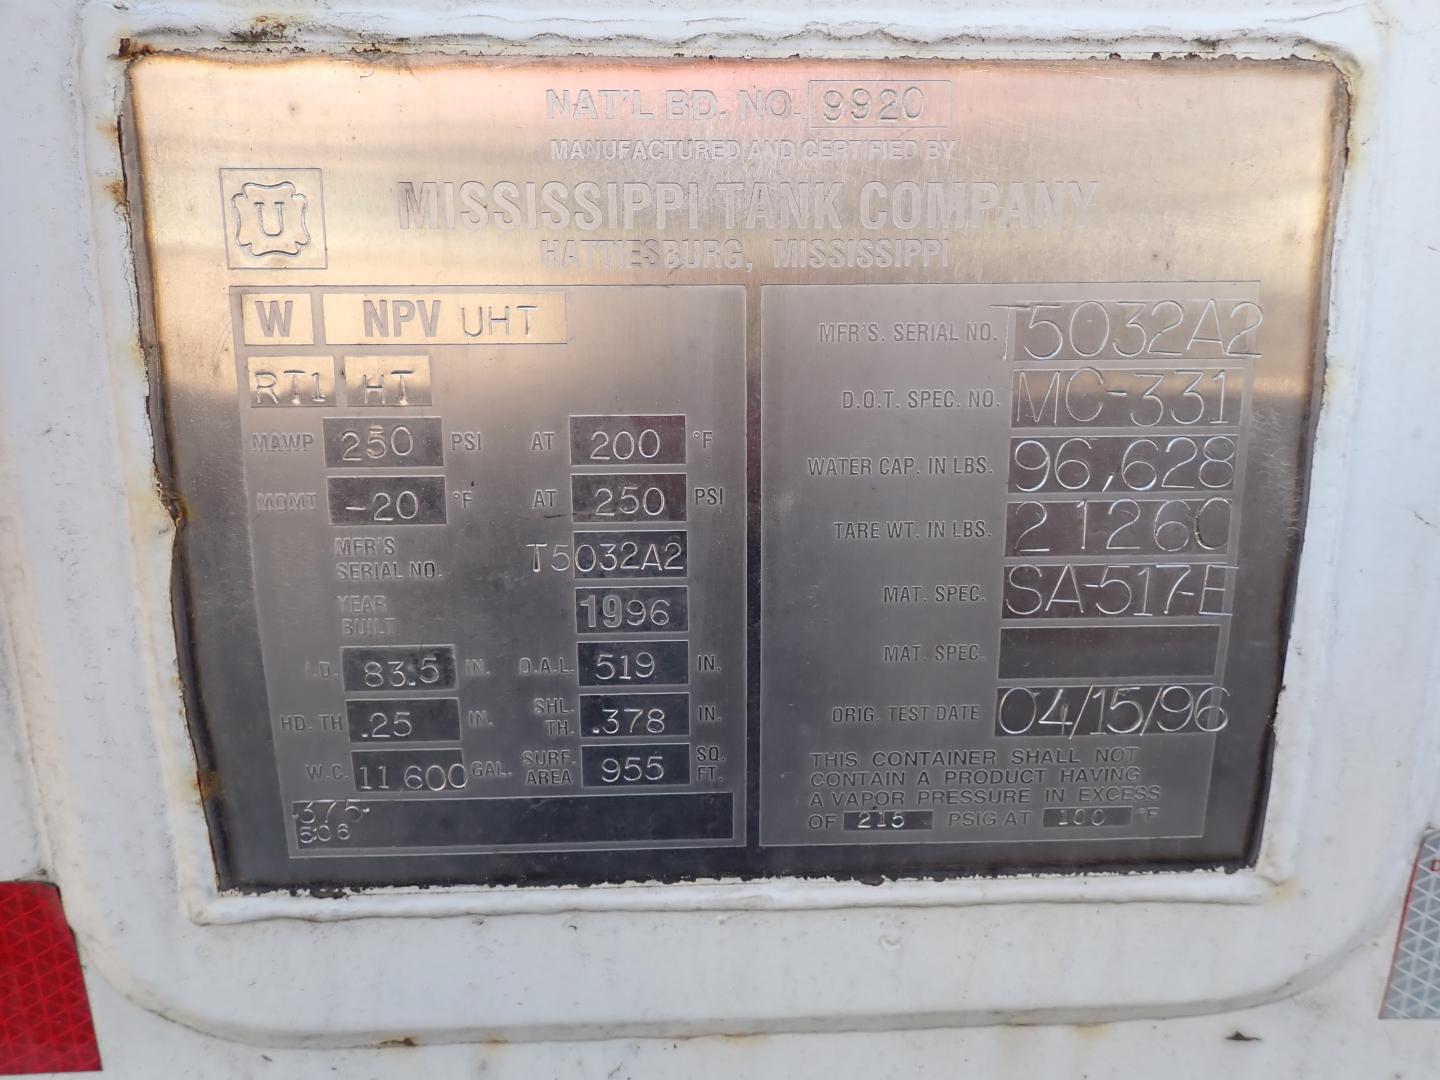 NAT'L BD. NO. 9920
MANUFACTURED AND CERTIFIED BY
U
MISSISSIPPI TANK COMPANY
HATTIESBURG, MISSISSIPPI
W NPV UHT
RT1 HT
MAWP 250 PSI AT 200 °F
MDMT -20 °F AT 250 PSI
MFR'S
SERIAL NO. T5032A2
YEAR
BUILT 1996
I.D. 83.5 IN. O.A.L. 519 IN.
HD. TH .25 IN. SHL.
TH. .378 IN.
W.C. 11,600 GAL. SURF.
AREA 955 SQ.
FT.
.375-
506
MFR'S. SERIAL NO. T5032A2
D.O.T. SPEC. NO. MC-331
WATER CAP. IN LBS. 96,628
TARE WT. IN LBS. 21260
MAT. SPEC. SA-517-E
MAT. SPEC.
ORIG. TEST DATE 04/15/96
THIS CONTAINER SHALL NOT
CONTAIN A PRODUCT HAVING
A VAPOR PRESSURE IN EXCESS
OF 215 PSIG AT 100 °F